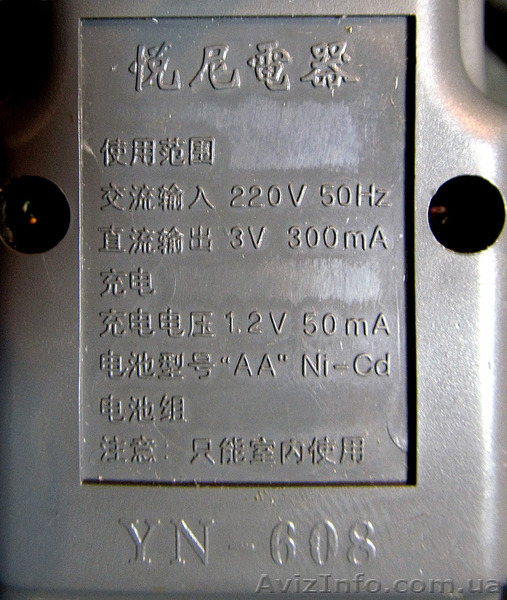 悦尼電器
使用范圍
交流输入 220V 50Hz
直流输出 3V 300mA
充电
充电电压 1.2V 50mA
电池型号 “AA” Ni-Cd
电池组
注意: 只能室内使用
YN-608
AvizInfo.com.ua